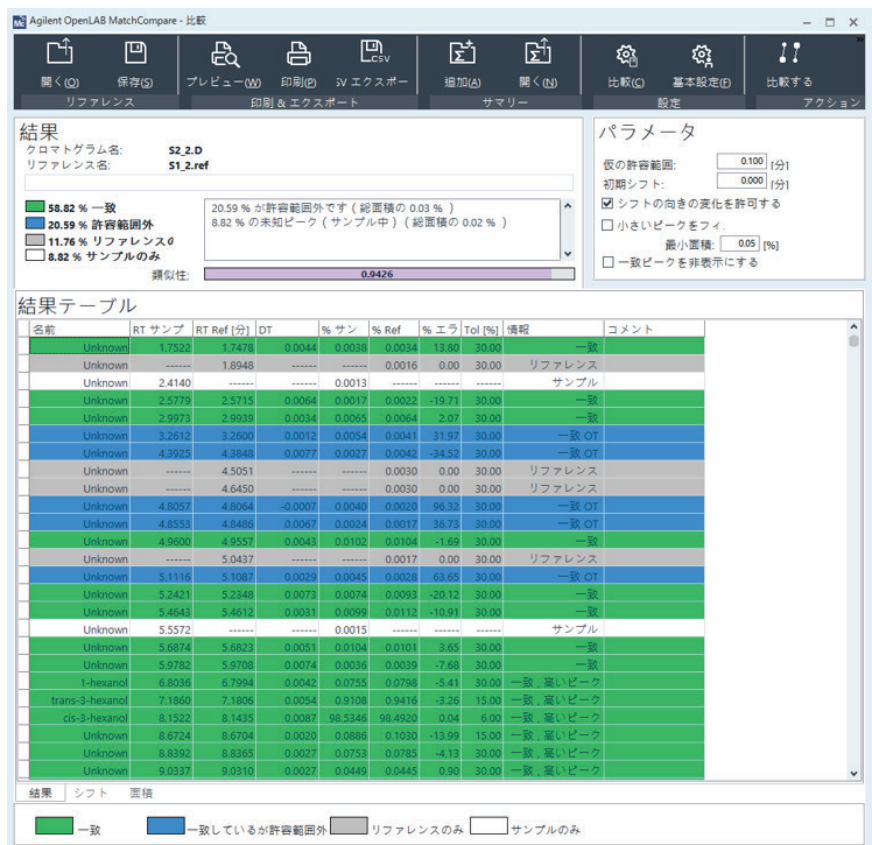 Agilent OpenLAB MatchCompare - 比較
開く(O) 保存(S) プレビュー(W) 印刷(P) SV エクスポー 追加(A) 開く(N) 比較(C) 基本設定(F) 比較する
リファレンス 印刷 & エクスポート サマリー 設定 アクション
結果
クロマトグラム名: S2_2.D
リファレンス名: S1_2.ref
58.82 % 一致
20.59 % 許容範囲外
11.76 % リファレンスの
8.82 % サンプルのみ
20.59 % が許容範囲外です ( 総面積の 0.03 % )
8.82 % の未知ピーク ( サンプル中 ) ( 総面積の 0.02 % )
類似性: 0.9426
パラメータ
仮の許容範囲: 0.100 [分]
初期シフト: 0.000 [分]
シフトの向きの変化を許可する
小さいピークをフィ.
最小面積: 0.05 [%]
一致ピークを非表示にする
結果テーブル
名前 RT サンプ RT Ref [分] DT % サン % Ref % エラ Tol [%] 情報 コメント
Unknown 1.7522 1.7478 0.0044 0.0038 0.0034 13.80 30.00 一致
Unknown ------ 1.8948 ------ ------ 0.0016 0.00 30.00 リファレンス
Unknown 2.4140 ------ ------ 0.0013 ------ ------ ------ サンプル
Unknown 2.5779 2.5715 0.0064 0.0017 0.0022 -19.71 30.00 一致
Unknown 2.9973 2.9939 0.0034 0.0065 0.0064 2.07 30.00 一致
Unknown 3.2612 3.2600 0.0012 0.0054 0.0041 31.97 30.00 一致 OT
Unknown 4.3925 4.3848 0.0077 0.0027 0.0042 -34.52 30.00 一致 OT
Unknown ------ 4.5051 ------ ------ 0.0030 0.00 30.00 リファレンス
Unknown ------ 4.6450 ------ ------ 0.0030 0.00 30.00 リファレンス
Unknown 4.8057 4.8064 -0.0007 0.0040 0.0020 96.32 30.00 一致 OT
Unknown 4.8553 4.8486 0.0067 0.0024 0.0017 36.73 30.00 一致 OT
Unknown 4.9600 4.9557 0.0043 0.0102 0.0104 -1.69 30.00 一致
Unknown ------ 5.0437 ------ ------ 0.0017 0.00 30.00 リファレンス
Unknown 5.1116 5.1087 0.0029 0.0045 0.0028 63.65 30.00 一致 OT
Unknown 5.2421 5.2348 0.0073 0.0074 0.0093 -20.12 30.00 一致
Unknown 5.4643 5.4612 0.0031 0.0099 0.0112 -10.91 30.00 一致
Unknown 5.5572 ------ ------ 0.0015 ------ ------ ------ サンプル
Unknown 5.6874 5.6823 0.0051 0.0104 0.0101 3.65 30.00 一致
Unknown 5.9782 5.9708 0.0074 0.0036 0.0039 -7.68 30.00 一致
1-hexanol 6.8036 6.7994 0.0042 0.0755 0.0798 -5.41 30.00 一致 , 高いピーク
trans-3-hexanol 7.1860 7.1806 0.0054 0.9108 0.9416 -3.26 15.00 一致 , 高いピーク
cis-3-hexanol 8.1522 8.1435 0.0087 98.5346 98.4920 0.04 6.00 一致 , 高いピーク
Unknown 8.6724 8.6704 0.0020 0.0886 0.1030 -13.99 15.00 一致 , 高いピーク
Unknown 8.8392 8.8365 0.0027 0.0753 0.0785 -4.13 30.00 一致 , 高いピーク
Unknown 9.0337 9.0310 0.0027 0.0449 0.0445 0.90 30.00 一致 , 高いピーク
結果 シフト 面積
一致 一致しているが許容範囲外 リファレンスのみ サンプルのみ